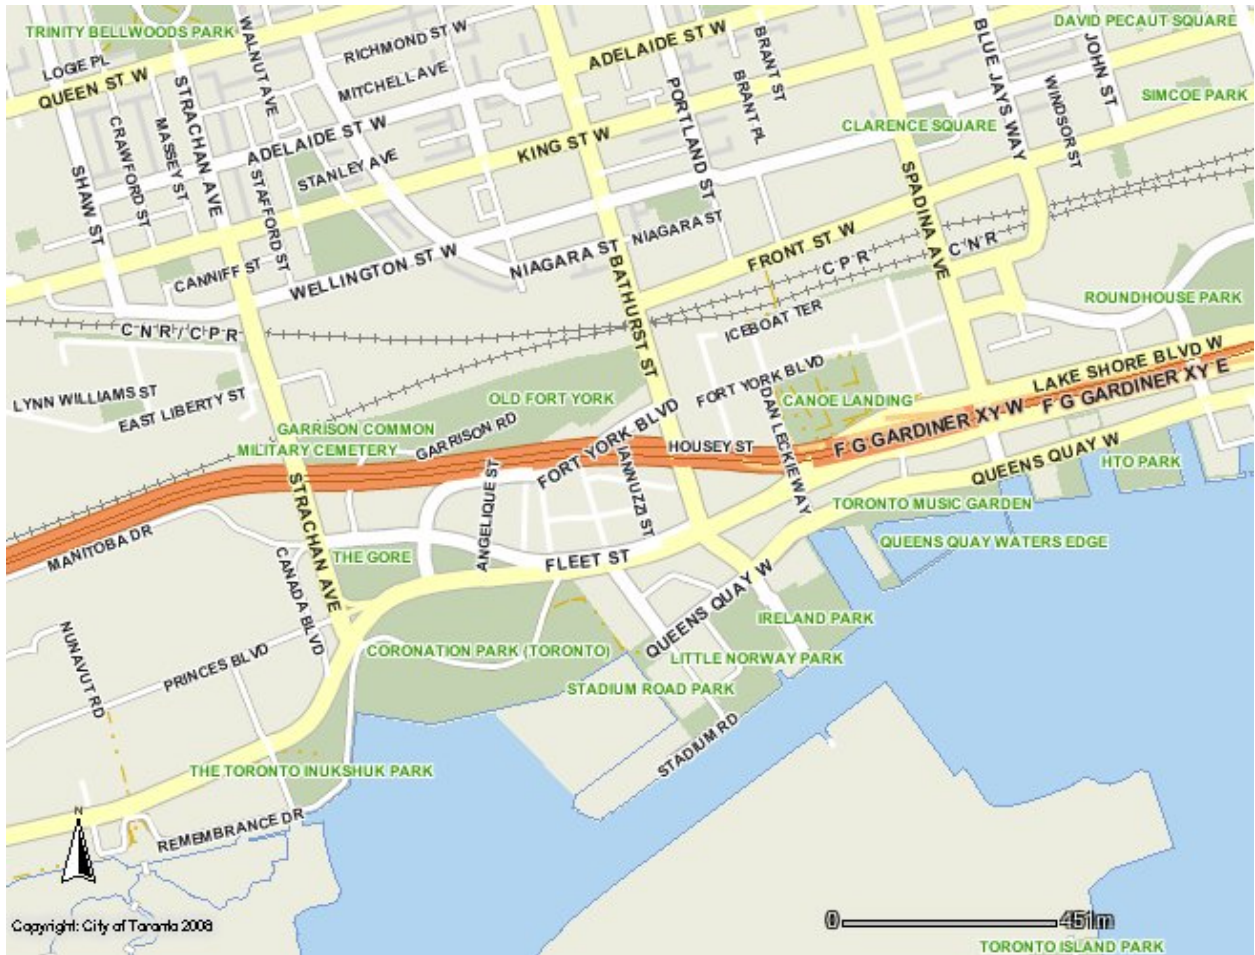 TRINITY BELLWOODS PARK
DAVID PECAUT SQUARE
RICHMOND ST W
ADELAIDE ST W
BRANT ST
BLUE JAYS WAY
JOHN ST
LOGIE PL
WALNUT AVE
QUEEN ST W
STRACHAN AVE
MITCHELL AVE
PORTLAND ST
BRANT PL
WINDSOR ST
SIMCOE PARK
CRAWFORD ST
MASSEY ST
ADELAIDE ST W
KING ST W
CLARENCE SQUARE
SHAW ST
STANLEY AVE
STAFFORD ST
SPADINA AVE
NIAGARA ST
NIAGARA ST
CANNIFF ST
WELLINGTON ST W
FRONT ST W
C P R
C N R
BATHURST ST
ROUNDHOUSE PARK
C N R / C P R
ICEBOAT TER
LAKE SHORE BLVD W
LYNN WILLIAMS ST
EAST LIBERTY ST
OLD FORT YORK
FORT YORK BLVD
CANOE LANDING
F G GARDINER XY E
GARRISON COMMON
MILITARY CEMETERY
GARRISON RD
FORT YORK BLVD
HOUSEY ST
DAN LECKIE WAY
F G GARDINER XY W
QUEENS QUAY W
HTO PARK
STRACHAN AVE
ANGELIQUE ST
IANNUZZI ST
TORONTO MUSIC GARDEN
MANITOBA DR
THE GORE
FLEET ST
QUEENS QUAY WATERS EDGE
CANADA BLVD
QUEENS QUAY W
IRELAND PARK
NUNAVUT RD
PRINCES BLVD
CORONATION PARK (TORONTO)
LITTLE NORWAY PARK
STADIUM ROAD PARK
STADIUM RD
THE TORONTO INUKSHUK PARK
REMEMBRANCE DR
N
Copyright: City of Toronto 2008
0 451m
TORONTO ISLAND PARK